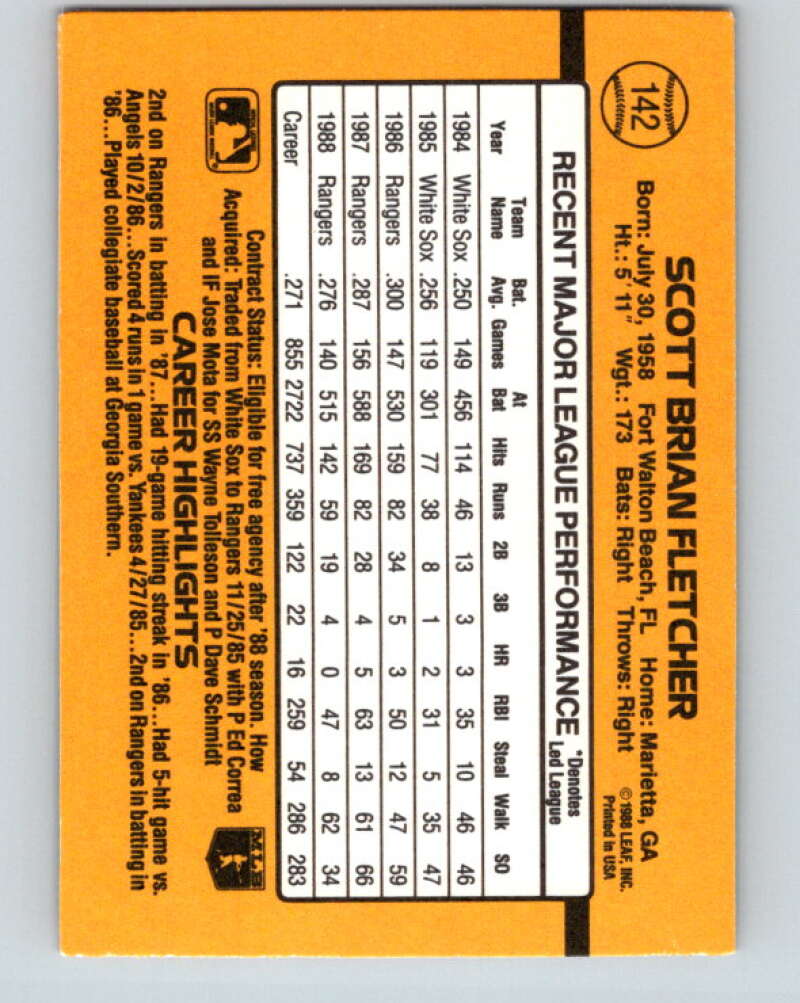 142
SCOTT BRIAN FLETCHER
Born: July 30, 1958 Fort Walton Beach, FL Home: Marietta, GA
Ht.: 5' 11" Wgt.: 173 Bats: Right Throws: Right
©1988 LEAF, INC.
Printed in USA
RECENT MAJOR LEAGUE PERFORMANCE *Denotes Led League
Year Team Name Bat. Avg. Games At Bat Hits Runs 2B 3B HR RBI Steal Walk SO
1984 White Sox .250 149 456 114 46 13 3 3 35 10 46 46
1985 White Sox .256 119 301 77 38 8 1 2 31 5 35 47
1986 Rangers .300 147 530 159 82 34 5 3 50 12 47 59
1987 Rangers .287 156 588 169 82 28 4 5 63 13 61 66
1988 Rangers .276 140 515 142 59 19 4 0 47 8 62 34
Career .271 855 2722 737 359 122 22 16 259 54 286 283
Contract Status: Eligible for free agency after '88 season. How
Acquired: Traded from White Sox to Rangers 11/25/85 with P Ed Correa
and IF Jose Mota for SS Wayne Tolleson and P Dave Schmidt
MLB
CAREER HIGHLIGHTS
2nd on Rangers in batting in '87...Had 19-game hitting streak in '86...Had 5-hit game vs.
Angels 10/2/86...Scored 4 runs in 1 game vs. Yankees 4/27/85...2nd on Rangers in batting in
'86...Played collegiate baseball at Georgia Southern.